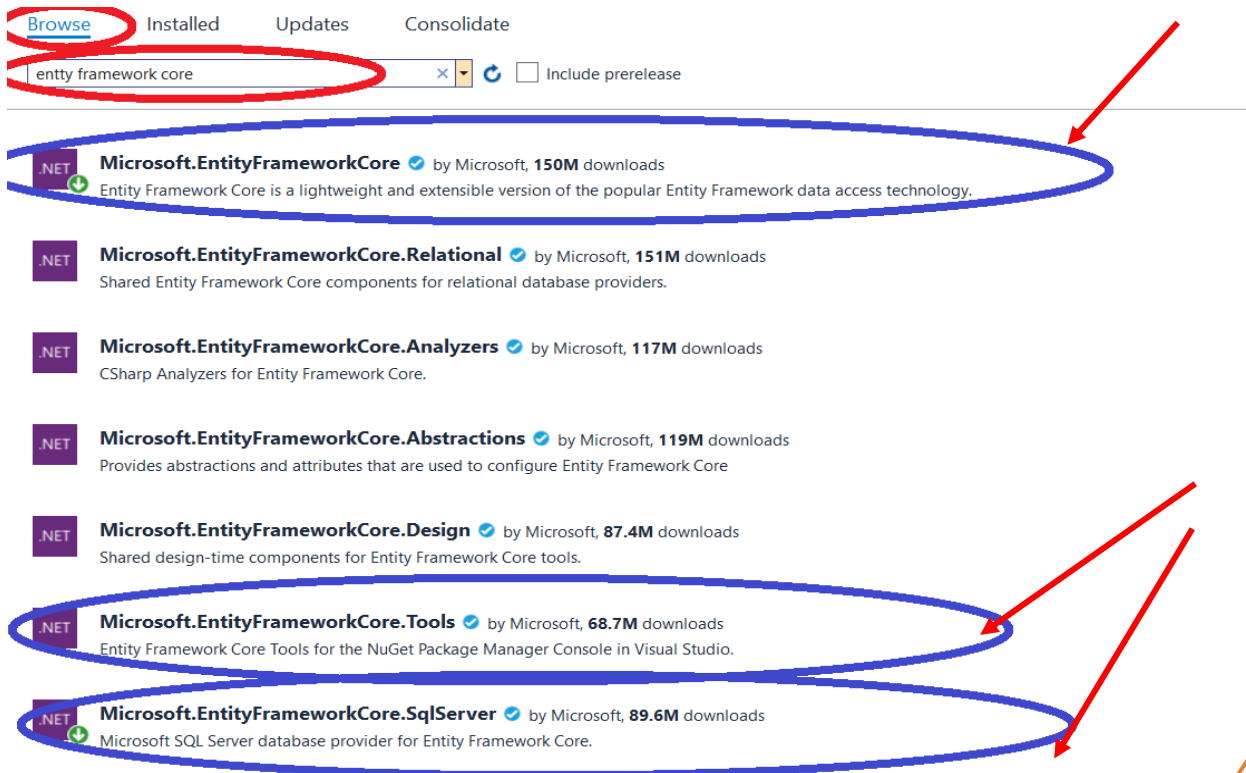 Browse Installed Updates Consolidate
entty framework core Include prerelease
.NET Microsoft.EntityFrameworkCore by Microsoft, 150M downloads
Entity Framework Core is a lightweight and extensible version of the popular Entity Framework data access technology.
.NET Microsoft.EntityFrameworkCore.Relational by Microsoft, 151M downloads
Shared Entity Framework Core components for relational database providers.
.NET Microsoft.EntityFrameworkCore.Analyzers by Microsoft, 117M downloads
CSharp Analyzers for Entity Framework Core.
.NET Microsoft.EntityFrameworkCore.Abstractions by Microsoft, 119M downloads
Provides abstractions and attributes that are used to configure Entity Framework Core
.NET Microsoft.EntityFrameworkCore.Design by Microsoft, 87.4M downloads
Shared design-time components for Entity Framework Core tools.
.NET Microsoft.EntityFrameworkCore.Tools by Microsoft, 68.7M downloads
Entity Framework Core Tools for the NuGet Package Manager Console in Visual Studio.
.NET Microsoft.EntityFrameworkCore.SqlServer by Microsoft, 89.6M downloads
Microsoft SQL Server database provider for Entity Framework Core.